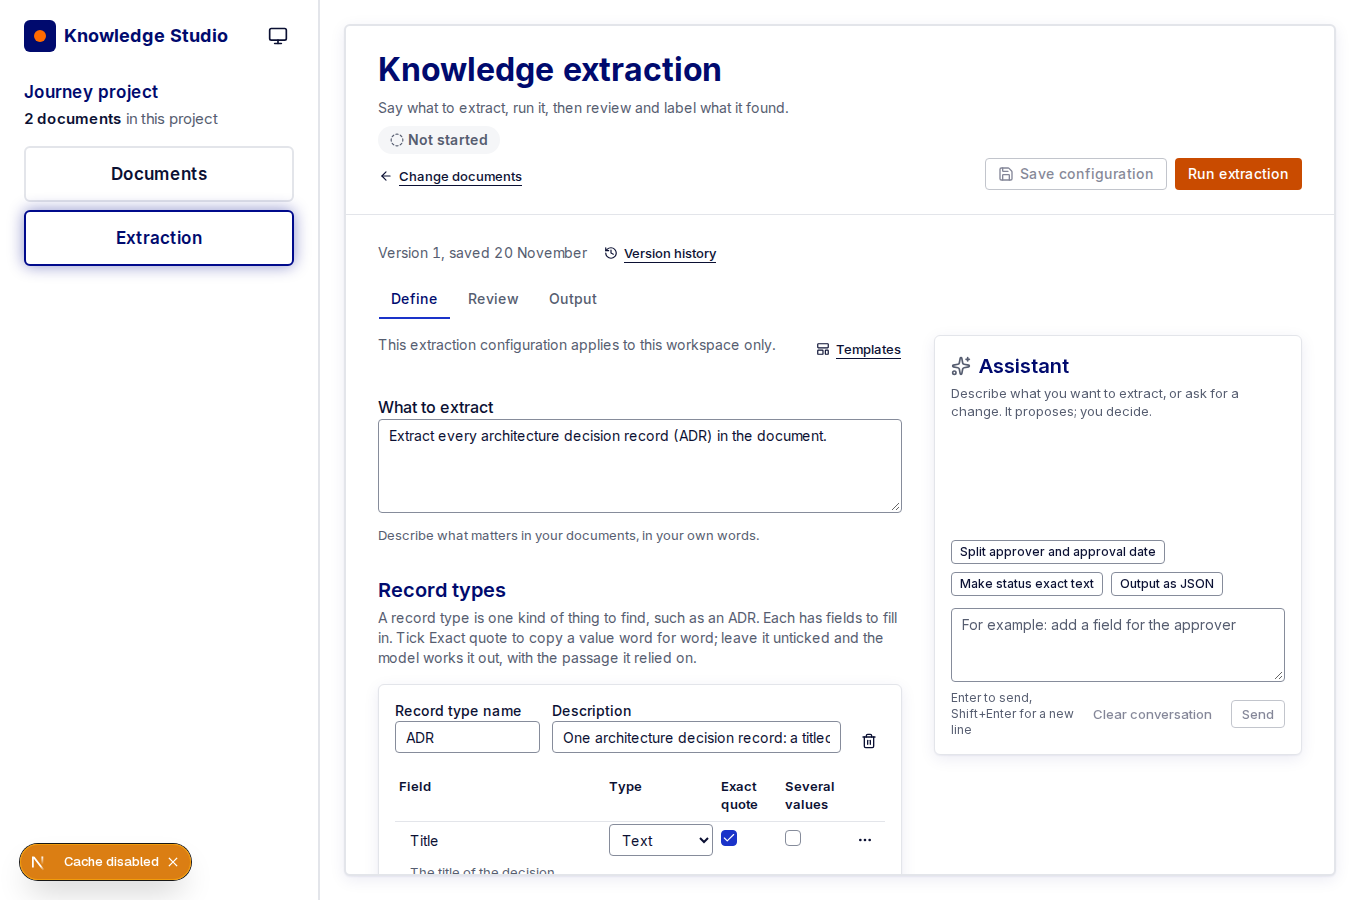 Knowledge Studio
Journey project
2 documents in this project
Documents
Extraction
Cache disabled
Knowledge extraction
Say what to extract, run it, then review and label what it found.
Not started
Change documents
Save configuration
Run extraction
Version 1, saved 20 November
Version history
Define
Review
Output
This extraction configuration applies to this workspace only.
Templates
What to extract
Extract every architecture decision record (ADR) in the document.
Describe what matters in your documents, in your own words.
Record types
A record type is one kind of thing to find, such as an ADR. Each has fields to fill
in. Tick Exact quote to copy a value word for word; leave it unticked and the
model works it out, with the passage it relied on.
Record type name
Description
ADR
One architecture decision record: a titled
Field
Type
Exact
quote
Several
values
Title
Text
The title of the decision
Assistant
Describe what you want to extract, or ask for a
change. It proposes; you decide.
Split approver and approval date
Make status exact text
Output as JSON
For example: add a field for the approver
Enter to send,
Shift+Enter for a new
line
Clear conversation
Send